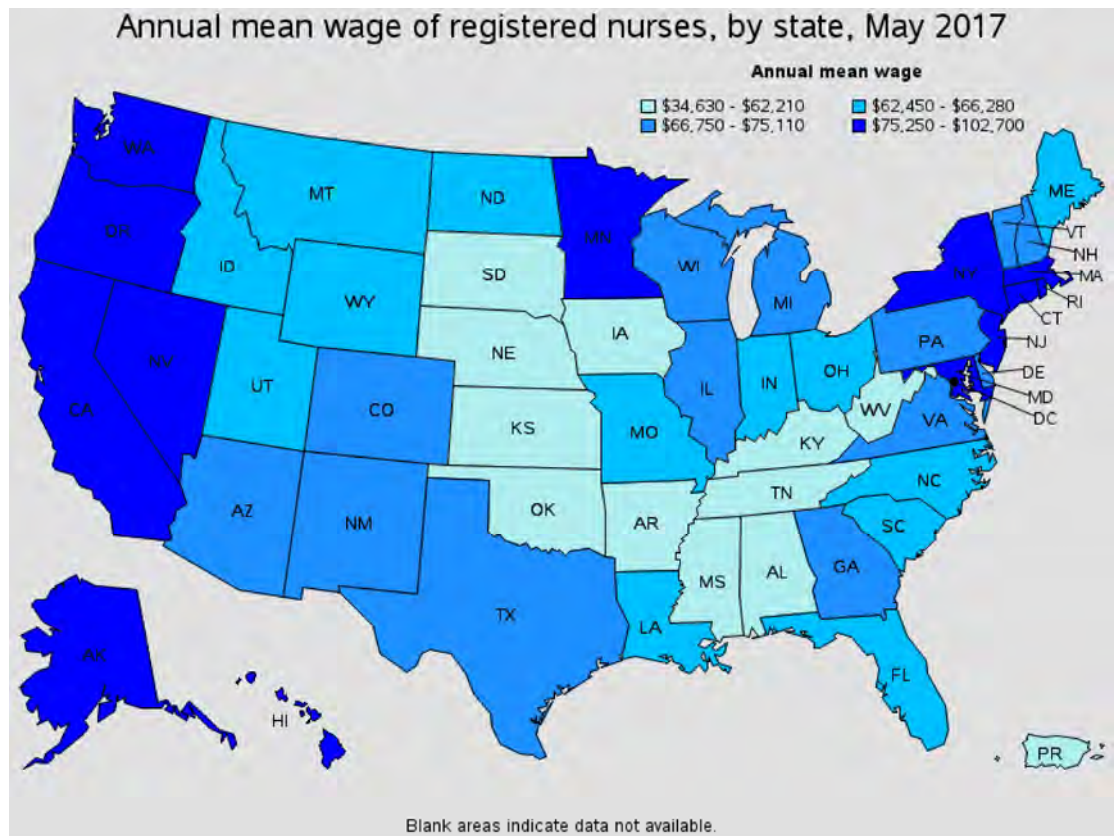 Annual mean wage of registered nurses, by state, May 2017
Annual mean wage
$34,630 - $62,210 $62,450 - $66,280
$66,750 - $75,110 $75,250 - $102,700
WA
MT
ND
MN
ME
OR
ID
SD
WI
NY
VT
NH
WY
MI
MA
RI
CT
IA
NE
PA
NJ
NV
UT
OH
IN
IL
DE
CA
CO
MD
WV
DC
KS
MO
VA
KY
NC
TN
AZ
NM
OK
AR
SC
MS
AL
GA
TX
LA
FL
AK
HI
PR
Blank areas indicate data not available.